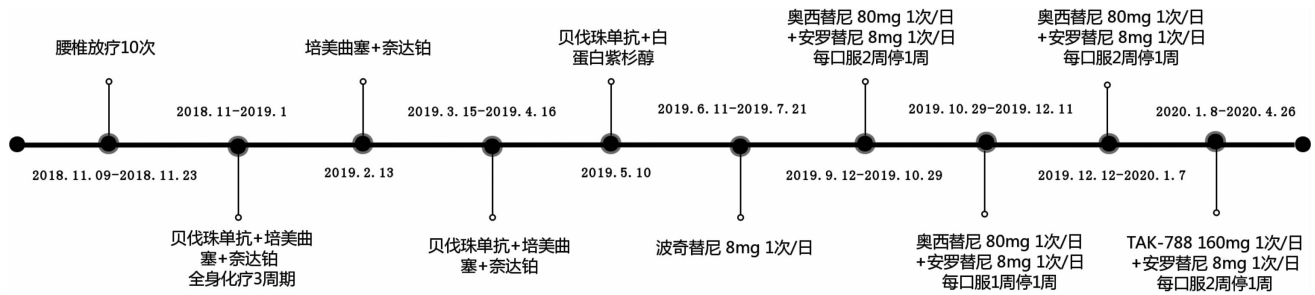 腰椎放疗10次
2018.11.09-2018.11.23
2018.11-2019.1
贝伐珠单抗+培美曲
塞+奈达铂
全身化疗3周期
培美曲塞+奈达铂
2019.2.13
2019.3.15-2019.4.16
贝伐珠单抗+培美曲
塞+奈达铂
贝伐珠单抗+白
蛋白紫杉醇
2019.5.10
2019.6.11-2019.7.21
波奇替尼 8mg 1次/日
奥西替尼 80mg 1次/日
+安罗替尼 8mg 1次/日
每口服2周停1周
2019.9.12-2019.10.29
2019.10.29-2019.12.11
奥西替尼 80mg 1次/日
+安罗替尼 8mg 1次/日
每口服1周停1周
奥西替尼 80mg 1次/日
+安罗替尼 8mg 1次/日
每口服2周停1周
2019.12.12-2020.1.7
2020.1.8-2020.4.26
TAK-788 160mg 1次/日
+安罗替尼 8mg 1次/日
每口服2周停1周